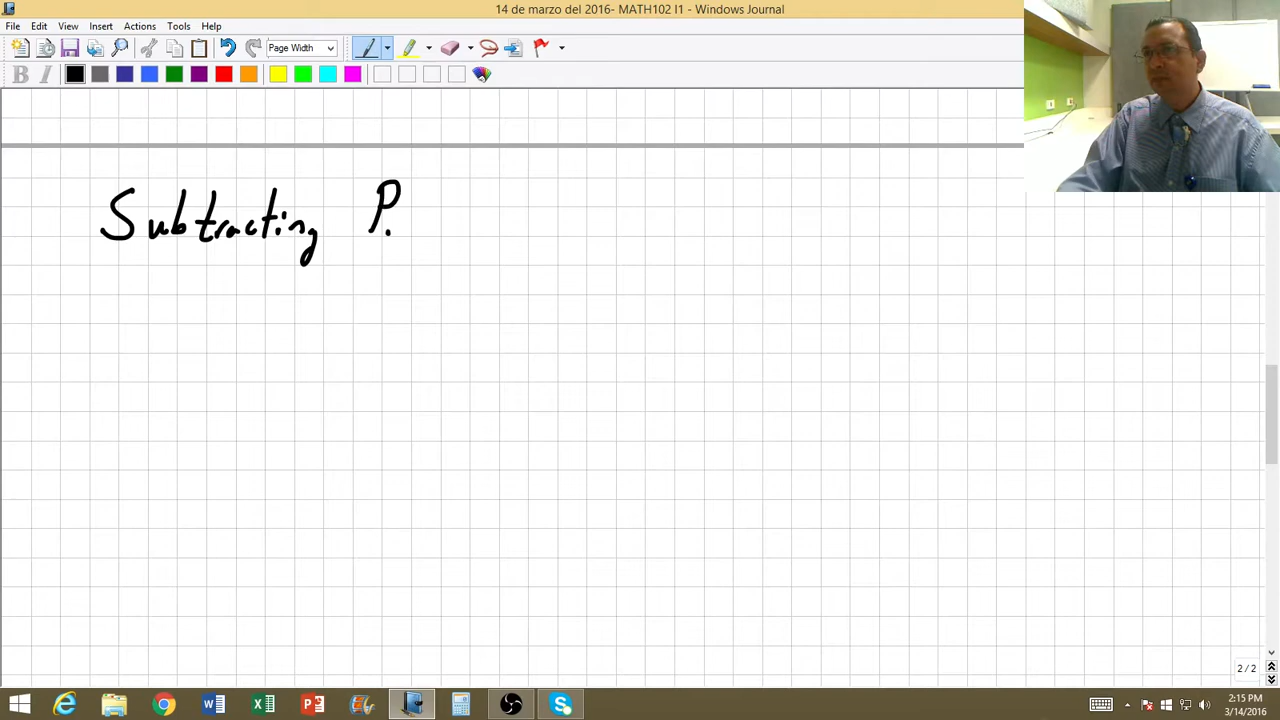 14 de marzo del 2016- MATH102 I1 - Windows Journal
File Edit View Insert Actions Tools Help
Page Width
B I
Subtracting P.
2 / 2
2:15 PM
3/14/2016